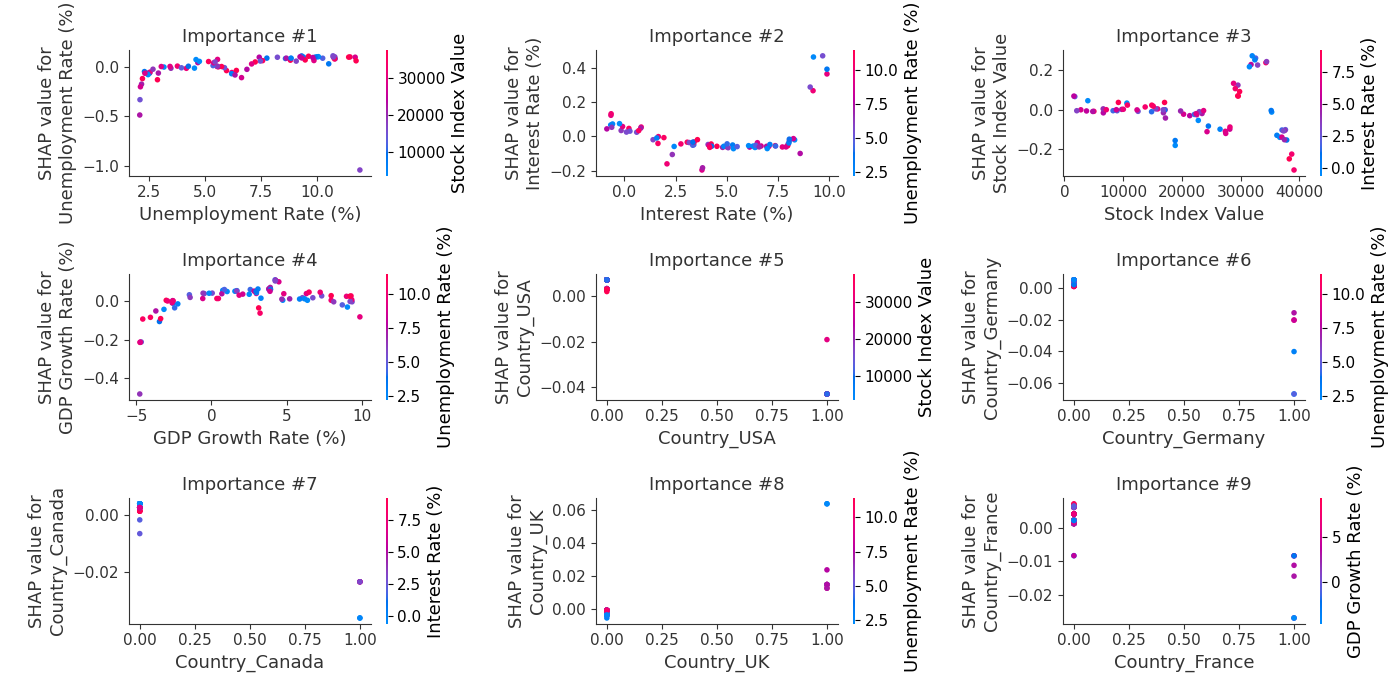 Importance #1
SHAP value for
Unemployment Rate (%)
0.0
−0.5
−1.0
2.5 5.0 7.5 10.0
Unemployment Rate (%)
30000
20000
10000
Stock Index Value
Importance #2
SHAP value for
Interest Rate (%)
0.4
0.2
0.0
−0.2
0.0 2.5 5.0 7.5 10.0
Interest Rate (%)
10.0
7.5
5.0
2.5
Unemployment Rate (%)
Importance #3
SHAP value for
Stock Index Value
0.2
0.0
−0.2
0 10000 20000 30000 40000
Stock Index Value
7.5
5.0
2.5
0.0
Interest Rate (%)
Importance #4
SHAP value for
GDP Growth Rate (%)
0.0
−0.2
−0.4
−5 0 5 10
GDP Growth Rate (%)
10.0
7.5
5.0
2.5
Unemployment Rate (%)
Importance #5
SHAP value for
Country_USA
0.00
−0.02
−0.04
0.00 0.25 0.50 0.75 1.00
Country_USA
30000
20000
10000
Stock Index Value
Importance #6
SHAP value for
Country_Germany
0.00
−0.02
−0.04
−0.06
0.00 0.25 0.50 0.75 1.00
Country_Germany
10.0
7.5
5.0
2.5
Unemployment Rate (%)
Importance #7
SHAP value for
Country_Canada
0.00
−0.02
0.00 0.25 0.50 0.75 1.00
Country_Canada
7.5
5.0
2.5
0.0
Interest Rate (%)
Importance #8
SHAP value for
Country_UK
0.06
0.04
0.02
0.00
0.00 0.25 0.50 0.75 1.00
Country_UK
10.0
7.5
5.0
2.5
Unemployment Rate (%)
Importance #9
SHAP value for
Country_France
0.00
−0.01
−0.02
0.00 0.25 0.50 0.75 1.00
Country_France
5
0
GDP Growth Rate (%)